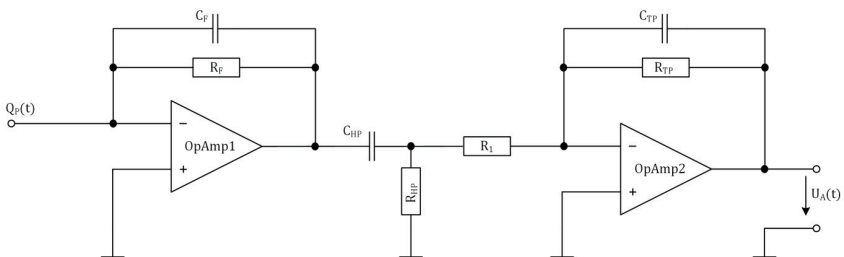 C_F
C_TP
R_F
R_TP
Q_P(t)
−
OpAmp1
+
C_HP
R_HP
R_1
−
OpAmp2
+
U_A(t)